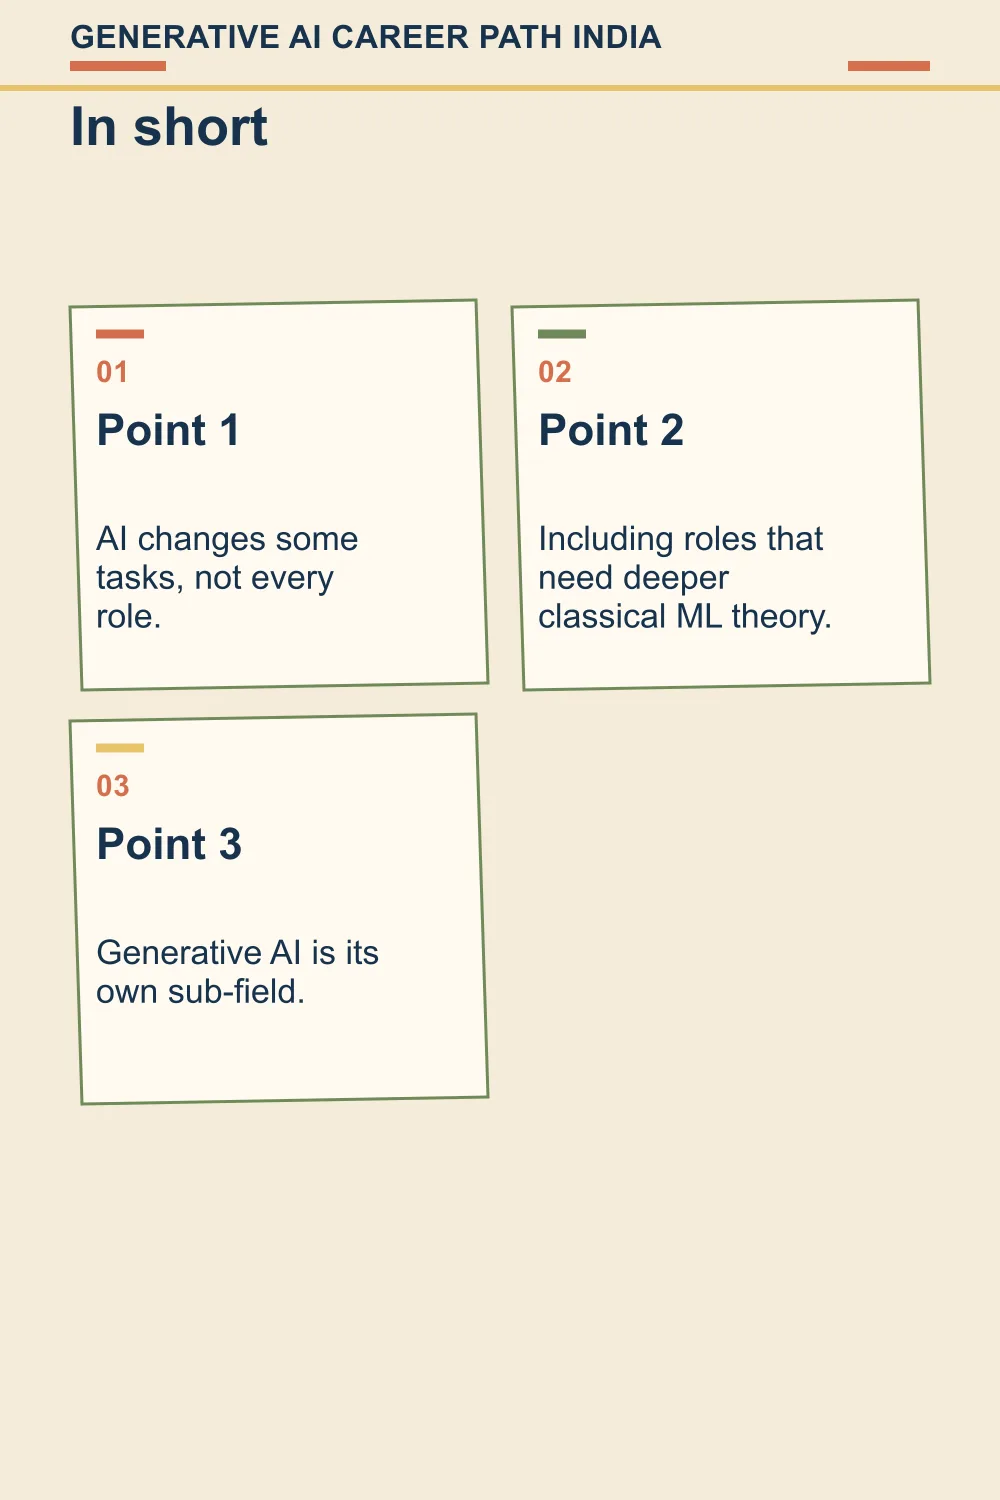 GENERATIVE AI CAREER PATH INDIA
In short
01
Point 1
AI changes some
tasks, not every
role.
02
Point 2
Including roles that
need deeper
classical ML theory.
03
Point 3
Generative AI is its
own sub-field.